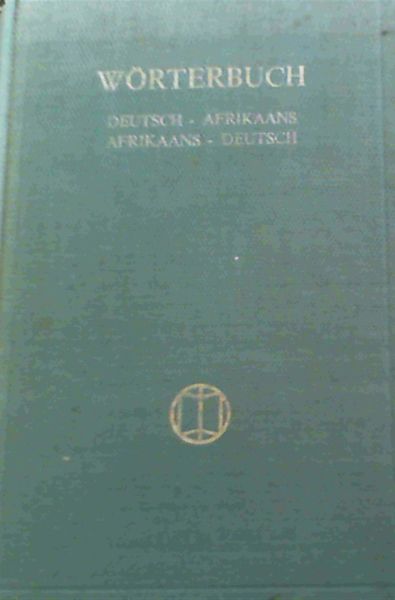 WÖRTERBUCH
DEUTSCH - AFRIKAANS
AFRIKAANS - DEUTSCH